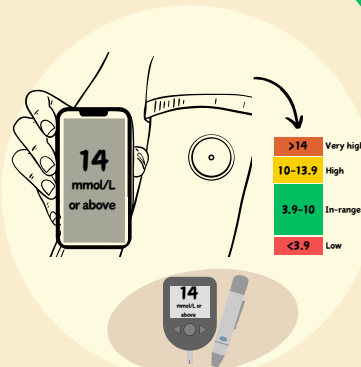 14
mmol/L
or above
>14 Very high
10-13.9 High
3.9-10 In-range
<3.9 Low
14
mmol/L or
above